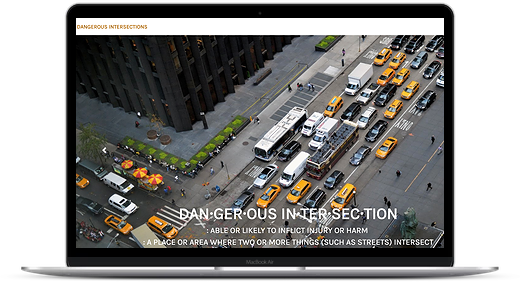 DANGEROUS INTERSECTIONS
DAN·GER·OUS IN·TER·SEC·TION
: ABLE OR LIKELY TO INFLICT INJURY OR HARM
: A PLACE OR AREA WHERE TWO OR MORE THINGS (SUCH AS STREETS) INTERSECT
MacBook Air